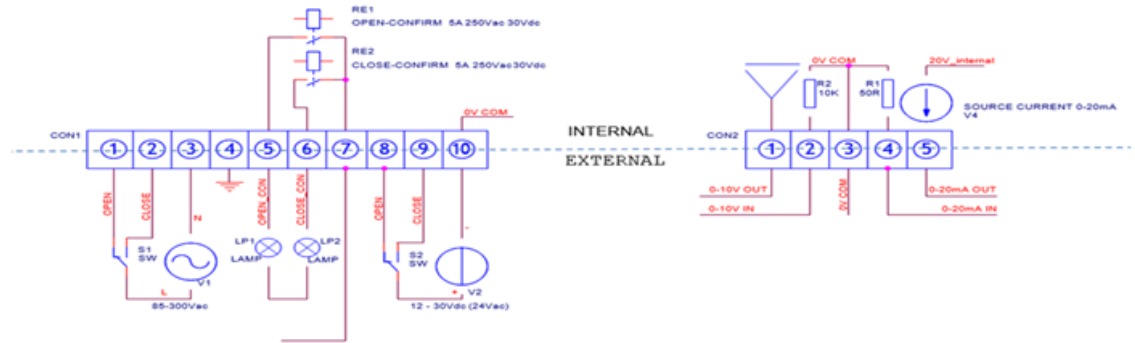 RE1
OPEN-CONFIRM 5A 250Vac 30Vdc
RE2
CLOSE-CONFIRM 5A 250Vac30Vdc
0V COM
0V COM
20V_internal
R2
10K
R1
50R
SOURCE CURRENT 0-20mA
V4
CON1
1 2 3 4 5 6 7 8 9 10
INTERNAL
EXTERNAL
CON2
1 2 3 4 5
OPEN
CLOSE
N
OPEN_CON
CLOSE_CON
OPEN
CLOSE
-
0-10V OUT
0-10V IN
0V COM
0-20mA OUT
0-20mA IN
S1
SW
V1
L
85-300Vac
LP1
LAMP
LP2
LAMP
S2
SW
V2
+
12 - 30Vdc (24Vac)